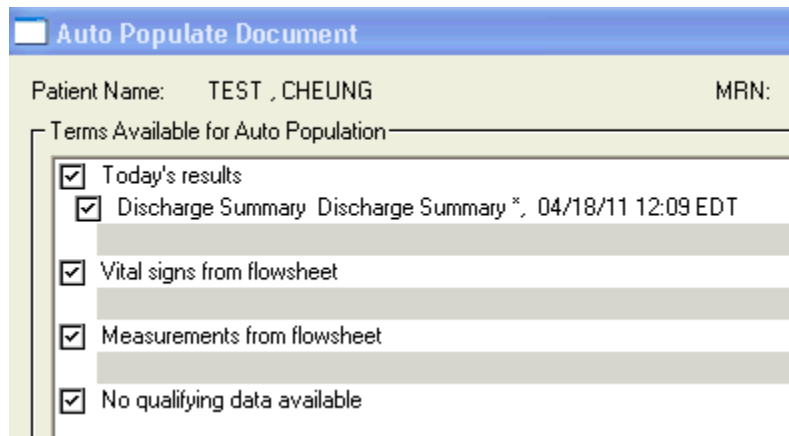 Auto Populate Document
Patient Name: TEST , CHEUNG MRN:
Terms Available for Auto Population
Today's results
Discharge Summary Discharge Summary *, 04/18/11 12:09 EDT
Vital signs from flowsheet
Measurements from flowsheet
No qualifying data available